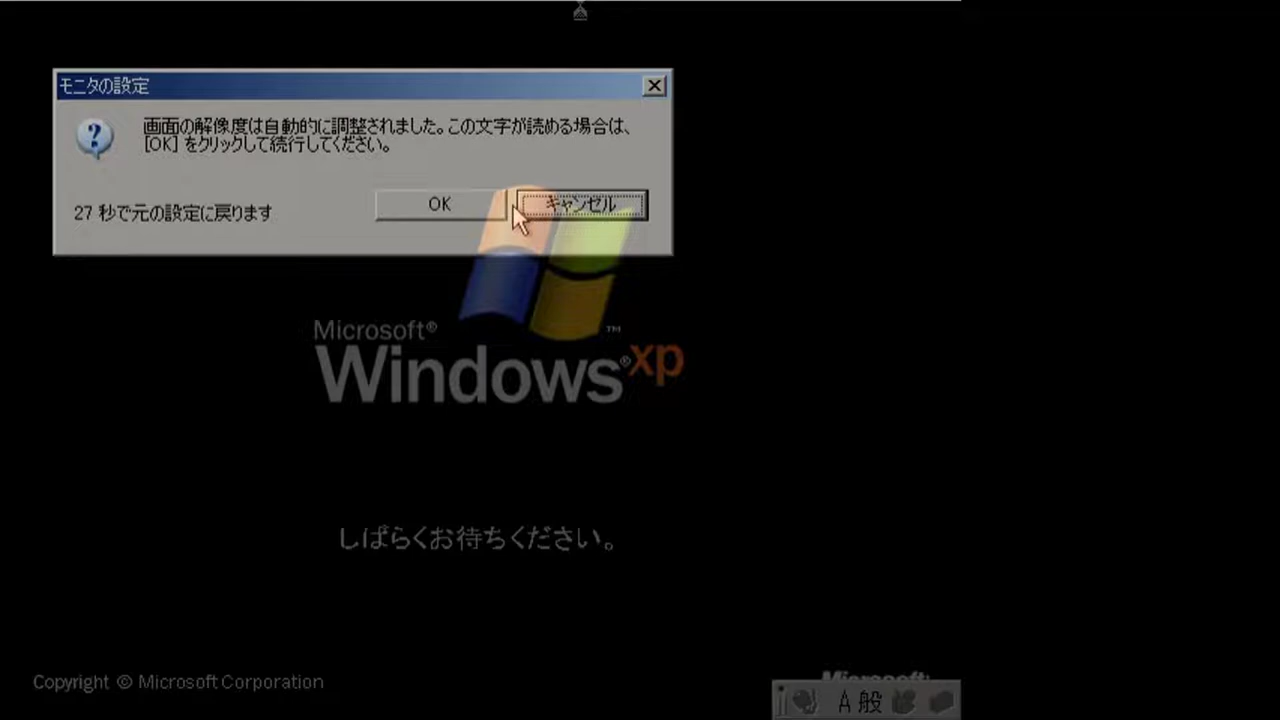 モニタの設定
画面の解像度は自動的に調整されました。この文字が読める場合は、
[OK] をクリックして続行してください。
27 秒で元の設定に戻ります
OK
キャンセル
Microsoft®
Windows®xp
™
しばらくお待ちください。
Copyright © Microsoft Corporation
Microsoft
A 般